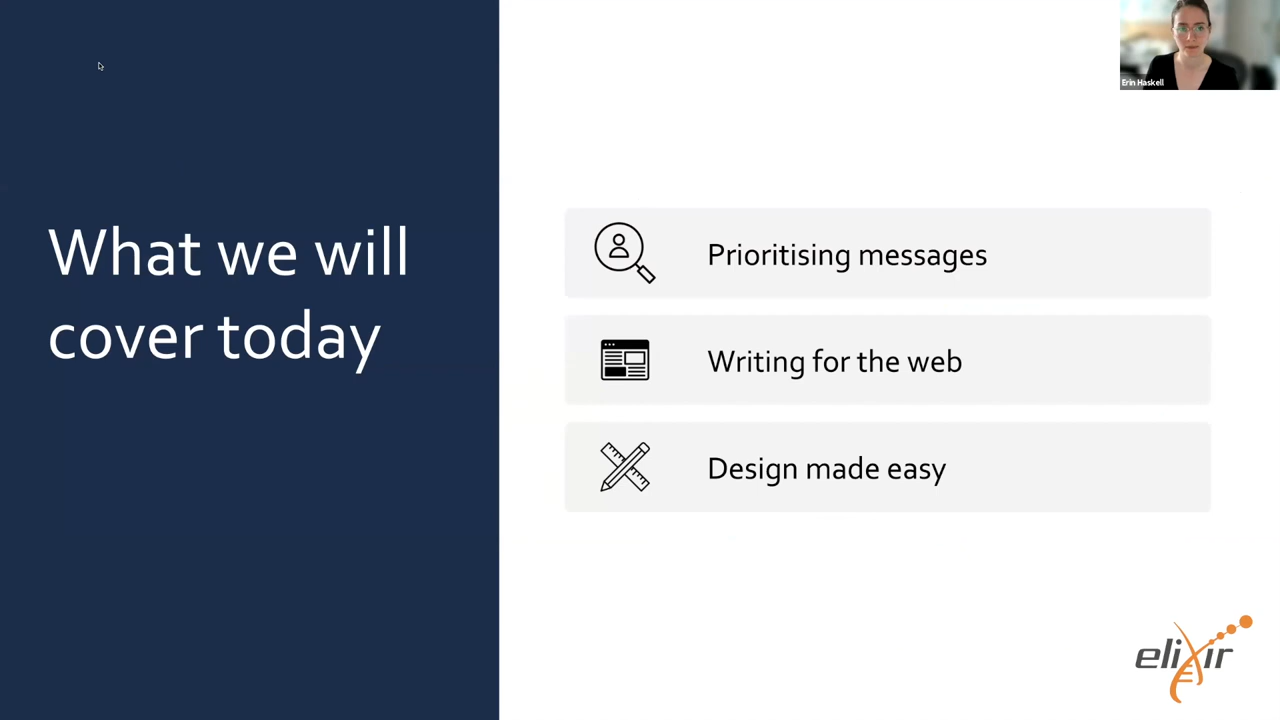 Erin Haskell
What we will
cover today
Prioritising messages
Writing for the web
Design made easy
elixir